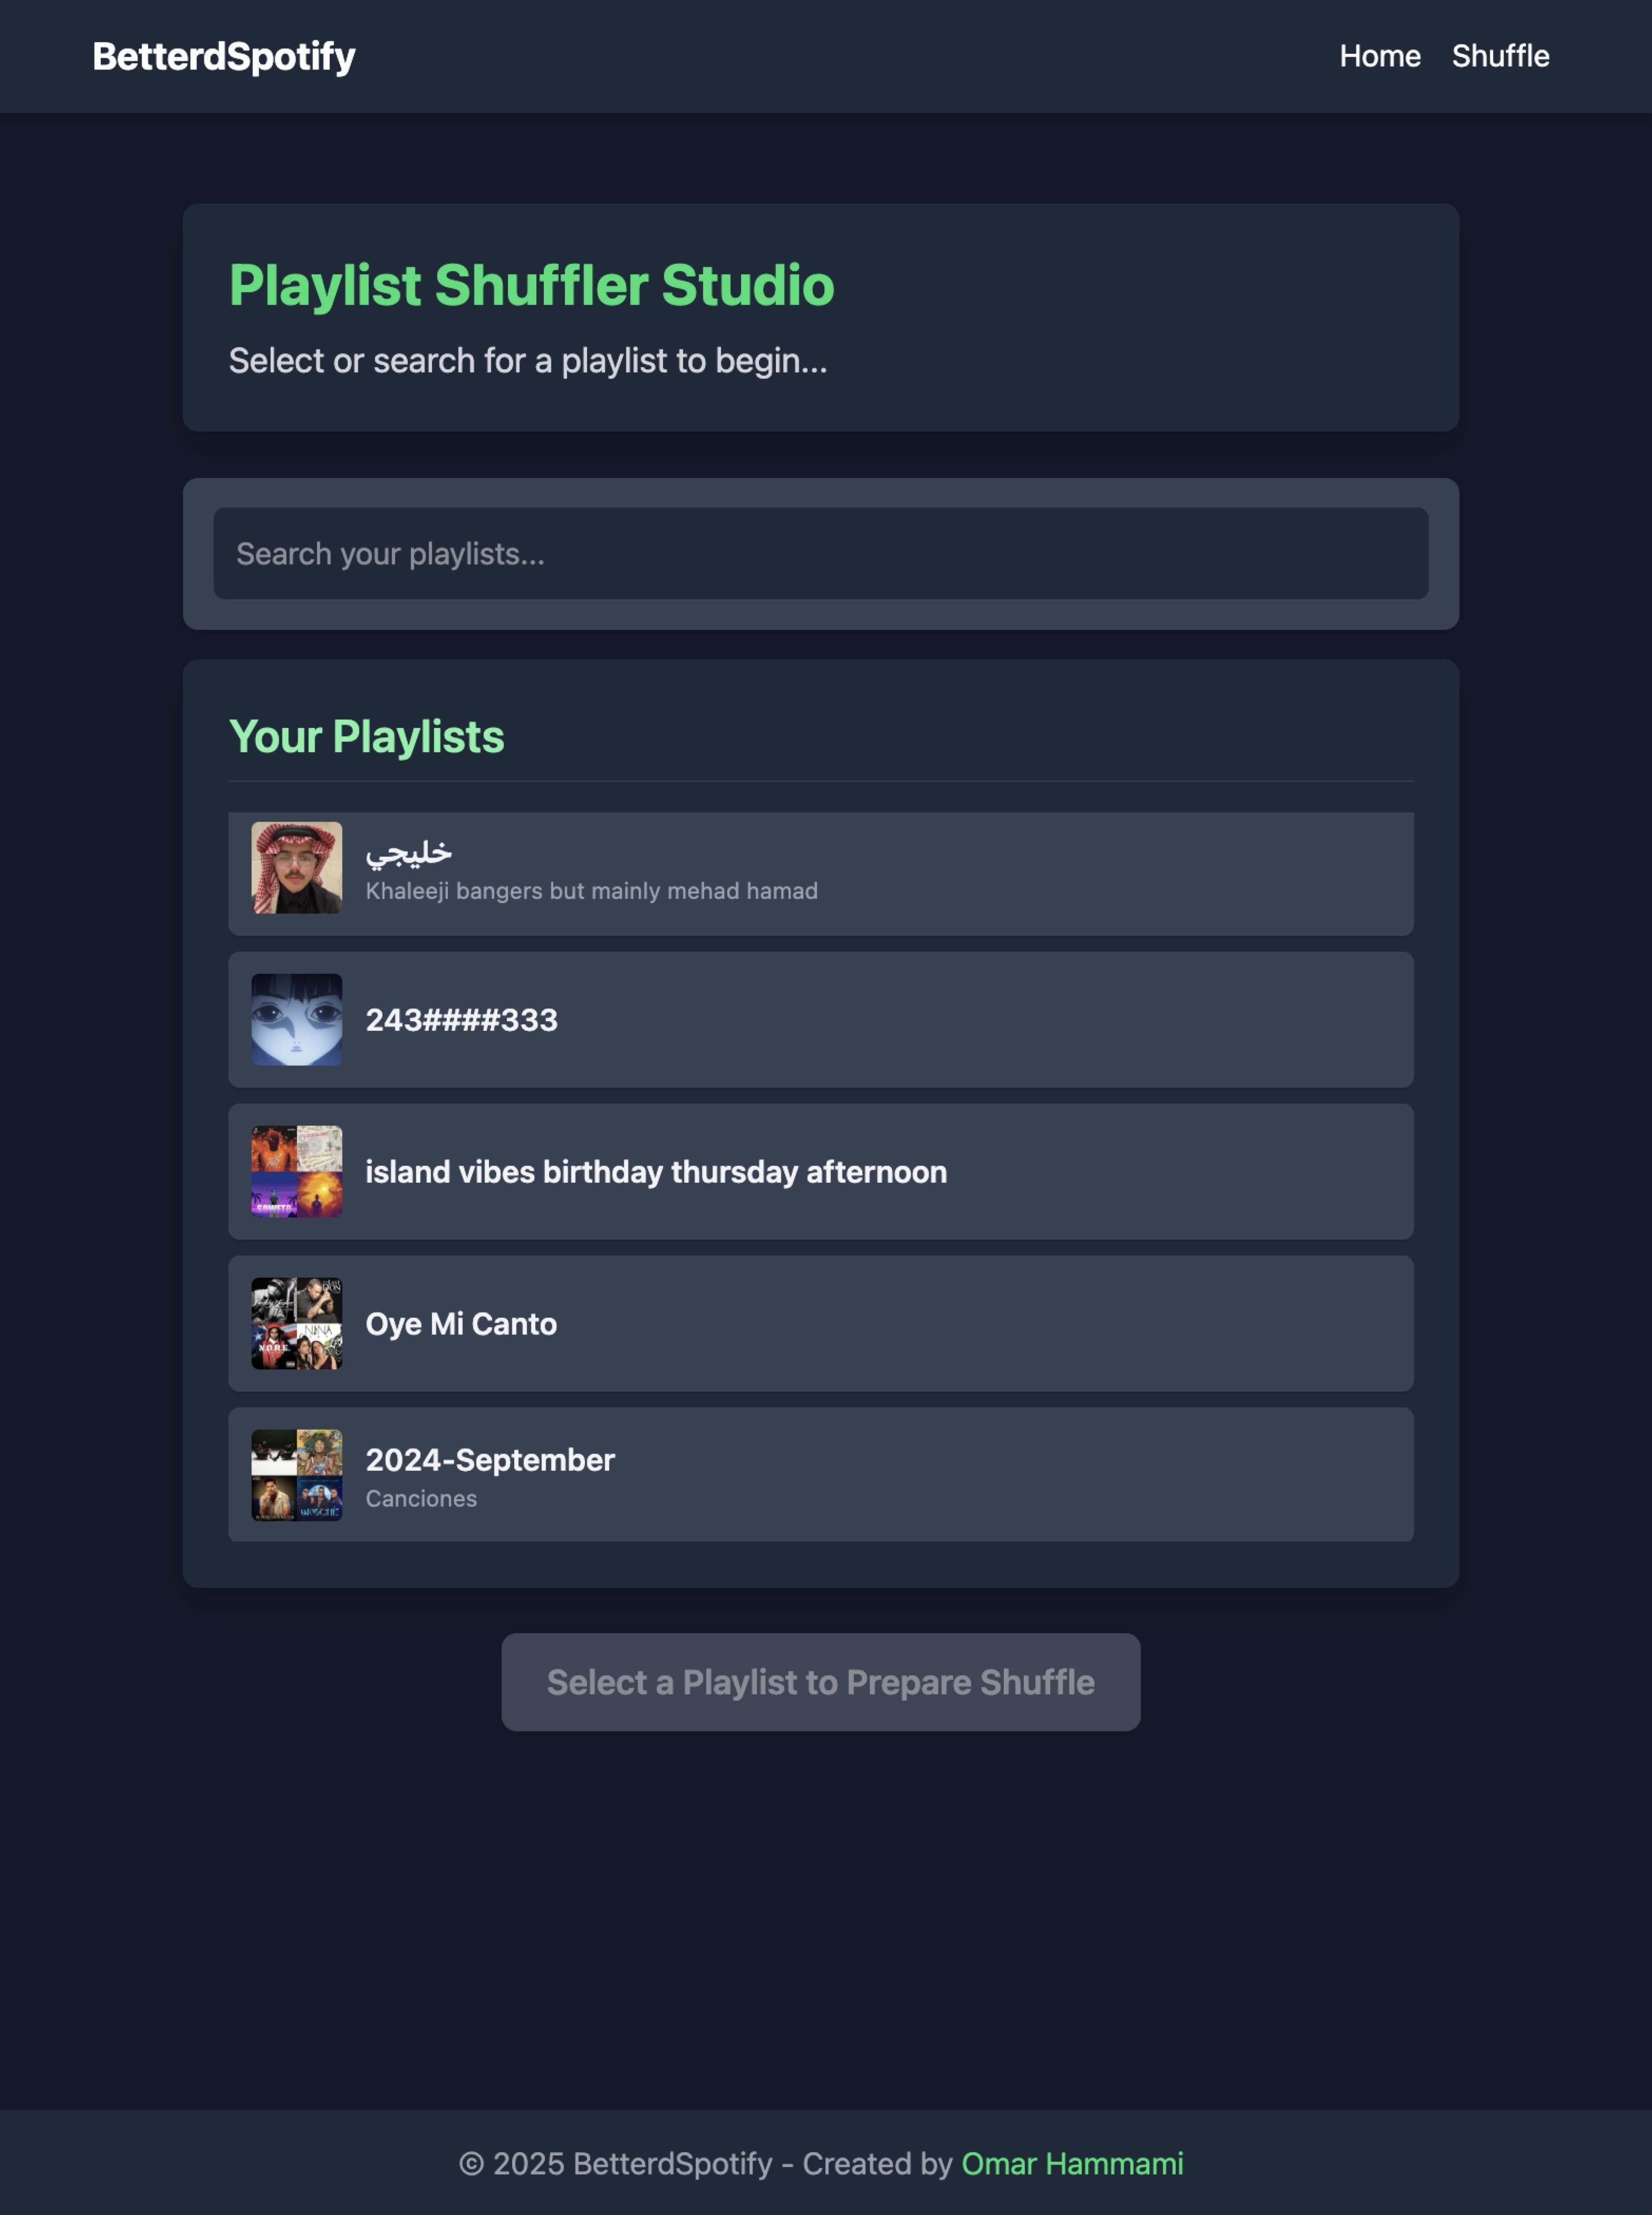 BetterdSpotify
Home Shuffle
Playlist Shuffler Studio
Select or search for a playlist to begin...
Search your playlists...
Your Playlists
خليجي
Khaleeji bangers but mainly mehad hamad
243####333
island vibes birthday thursday afternoon
SOWETO
Oye Mi Canto
NINA
N.O.R.E.
2024-September
Canciones
Select a Playlist to Prepare Shuffle
© 2025 BetterdSpotify - Created by Omar Hammami